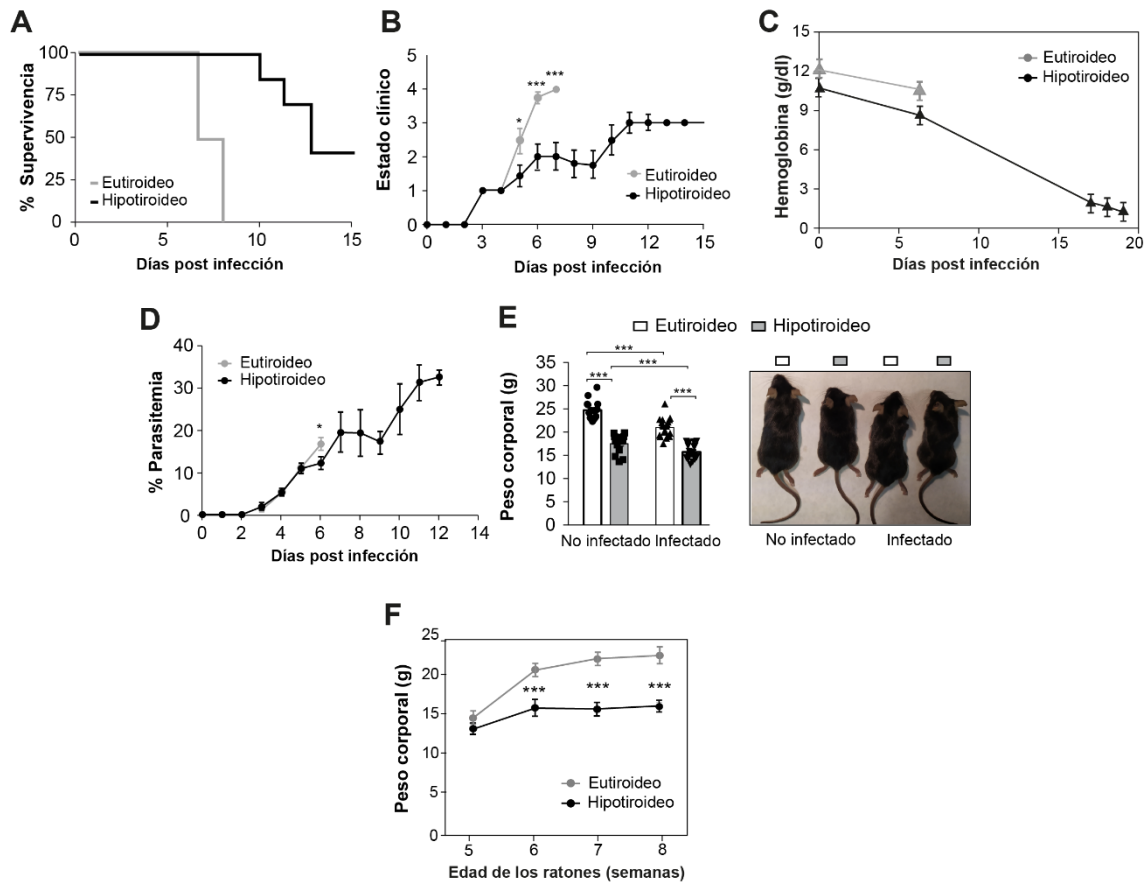 A
% Supervivencia
100
75
50
25
0
Eutiroideo
Hipotiroideo
0 5 10 15
Días post infección
B
Estado clínico
5
4
3
2
1
0
*
***
***
Eutiroideo
Hipotiroideo
0 3 6 9 12 15
Días post infección
C
Hemoglobina (g/dl)
15
12
9
6
3
0
Eutiroideo
Hipotiroideo
0 5 10 15 20
Días post infección
D
% Parasitemia
40
30
20
10
0
Eutiroideo
Hipotiroideo
*
0 2 4 6 8 10 12 14
Días post infección
E
Eutiroideo Hipotiroideo
Peso corporal (g)
35
30
25
20
15
10
5
0
***
***
***
***
No infectado Infectado
No infectado Infectado
F
Peso corporal (g)
25
20
15
10
5
0
*** *** ***
Eutiroideo
Hipotiroideo
5 6 7 8
Edad de los ratones (semanas)